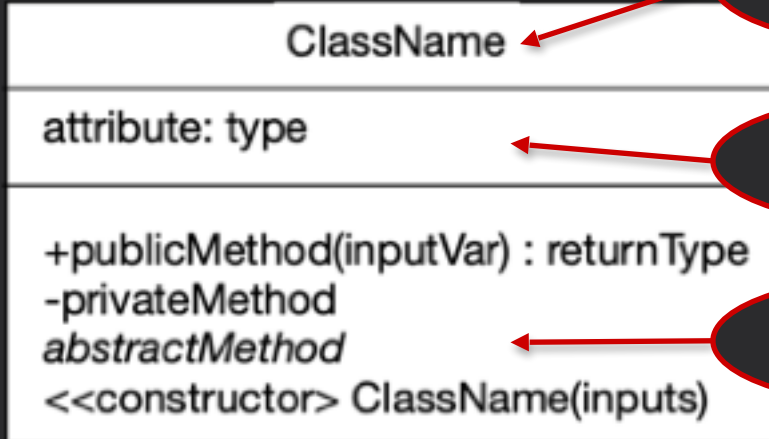 ClassName
attribute: type
+publicMethod(inputVar) : returnType
-privateMethod
abstractMethod
<<constructor> ClassName(inputs)